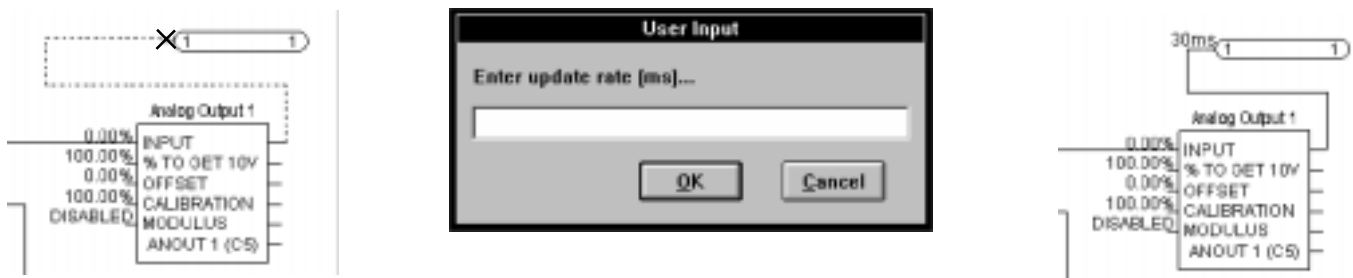 1 1
Analog Output 1
0.00% INPUT
100.00% % TO GET 10V
0.00% OFFSET
100.00% CALIBRATION
DISABLED MODULUS
ANOUT 1 (C5)
User Input
Enter update rate [ms]...
OK Cancel
30ms 1 1
Analog Output 1
0.00% INPUT
100.00% % TO GET 10V
0.00% OFFSET
100.00% CALIBRATION
DISABLED MODULUS
ANOUT 1 (C5)